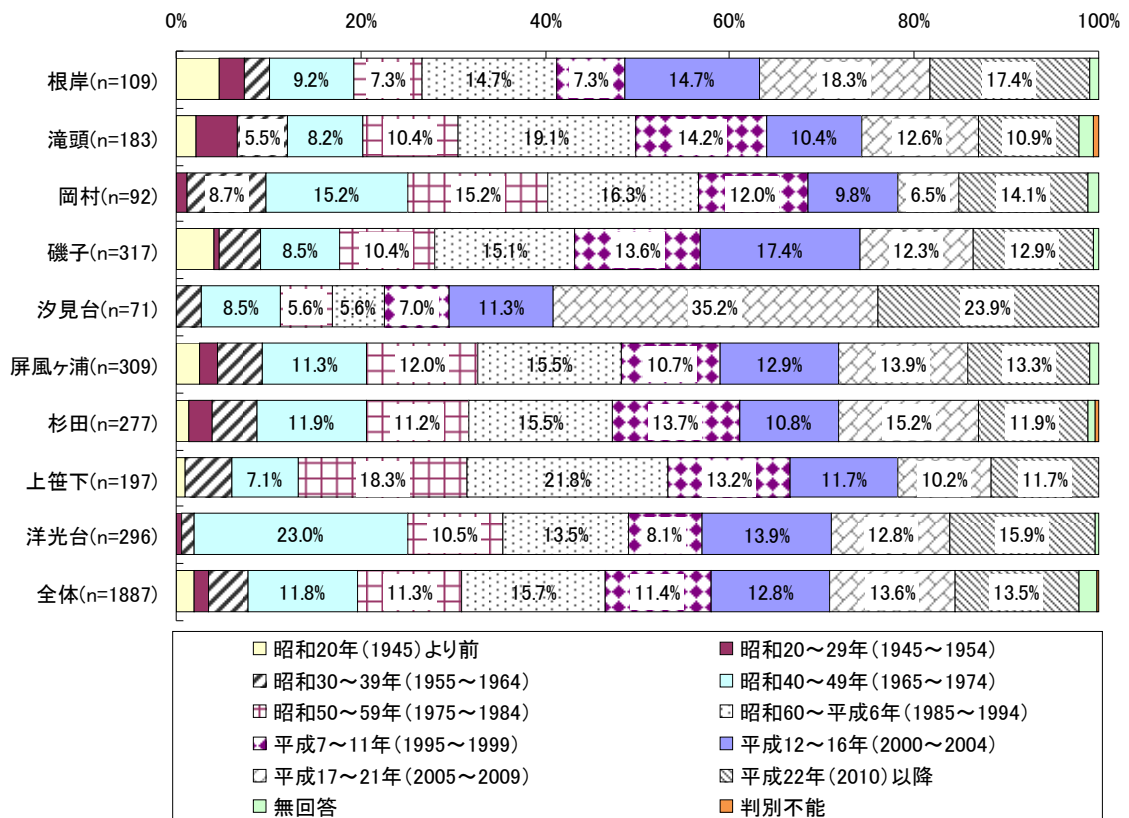 0% 20% 40% 60% 80% 100%
根岸(n=109) 9.2% 7.3% 14.7% 7.3% 14.7% 18.3% 17.4%
滝頭(n=183) 5.5% 8.2% 10.4% 19.1% 14.2% 10.4% 12.6% 10.9%
岡村(n=92) 8.7% 15.2% 15.2% 16.3% 12.0% 9.8% 6.5% 14.1%
磯子(n=317) 8.5% 10.4% 15.1% 13.6% 17.4% 12.3% 12.9%
汐見台(n=71) 8.5% 5.6% 5.6% 7.0% 11.3% 35.2% 23.9%
屏風ヶ浦(n=309) 11.3% 12.0% 15.5% 10.7% 12.9% 13.9% 13.3%
杉田(n=277) 11.9% 11.2% 15.5% 13.7% 10.8% 15.2% 11.9%
上笹下(n=197) 7.1% 18.3% 21.8% 13.2% 11.7% 10.2% 11.7%
洋光台(n=296) 23.0% 10.5% 13.5% 8.1% 13.9% 12.8% 15.9%
全体(n=1887) 11.8% 11.3% 15.7% 11.4% 12.8% 13.6% 13.5%
昭和20年(1945)より前 昭和20～29年(1945～1954)
昭和30～39年(1955～1964) 昭和40～49年(1965～1974)
昭和50～59年(1975～1984) 昭和60～平成6年(1985～1994)
平成7～11年(1995～1999) 平成12～16年(2000～2004)
平成17～21年(2005～2009) 平成22年(2010)以降
無回答 判別不能